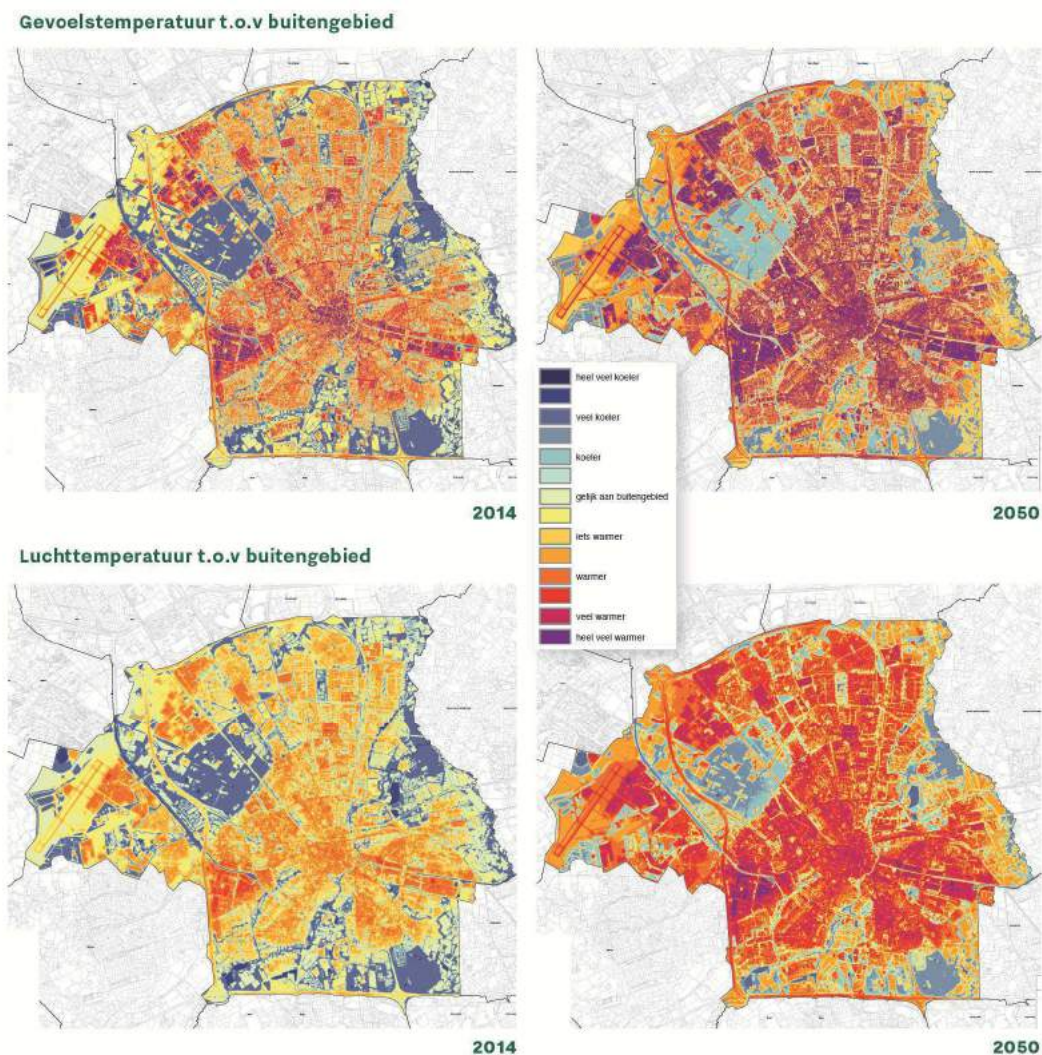 Gevoelstemperatuur t.o.v buitengebied
heel veel koeler
veel koeler
koeler
gelijk aan buitengebied
iets warmer
warmer
veel warmer
heel veel warmer
2014
2050
Luchttemperatuur t.o.v buitengebied
2014
2050